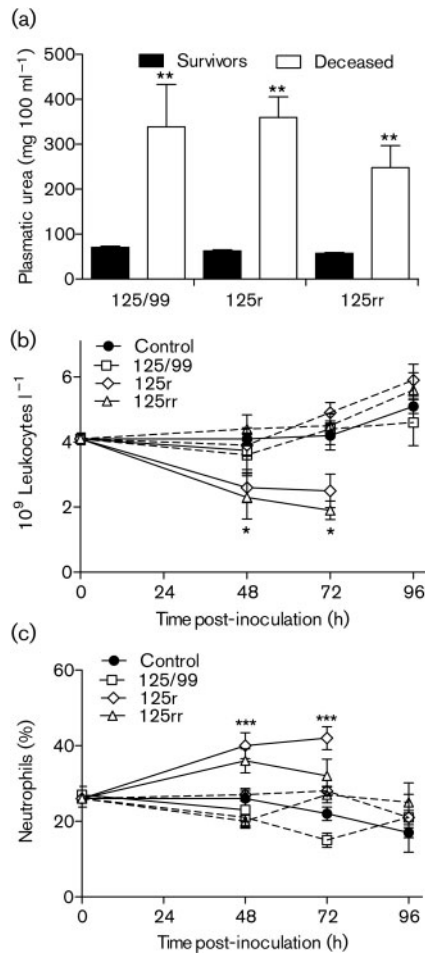 (a)
Survivors Deceased
Plasmatic urea (mg 100 ml⁻¹)
500
400
300
200
100
0
** ** **
125/99 125r 125rr
(b)
Control
125/99
125r
125rr
10⁹ Leukocytes l⁻¹
6
4
2
0
* *
0 24 48 72 96
Time post-inoculation (h)
(c)
Control
125/99
125r
125rr
Neutrophils (%)
60
40
20
0
*** ***
0 24 48 72 96
Time post-inoculation (h)